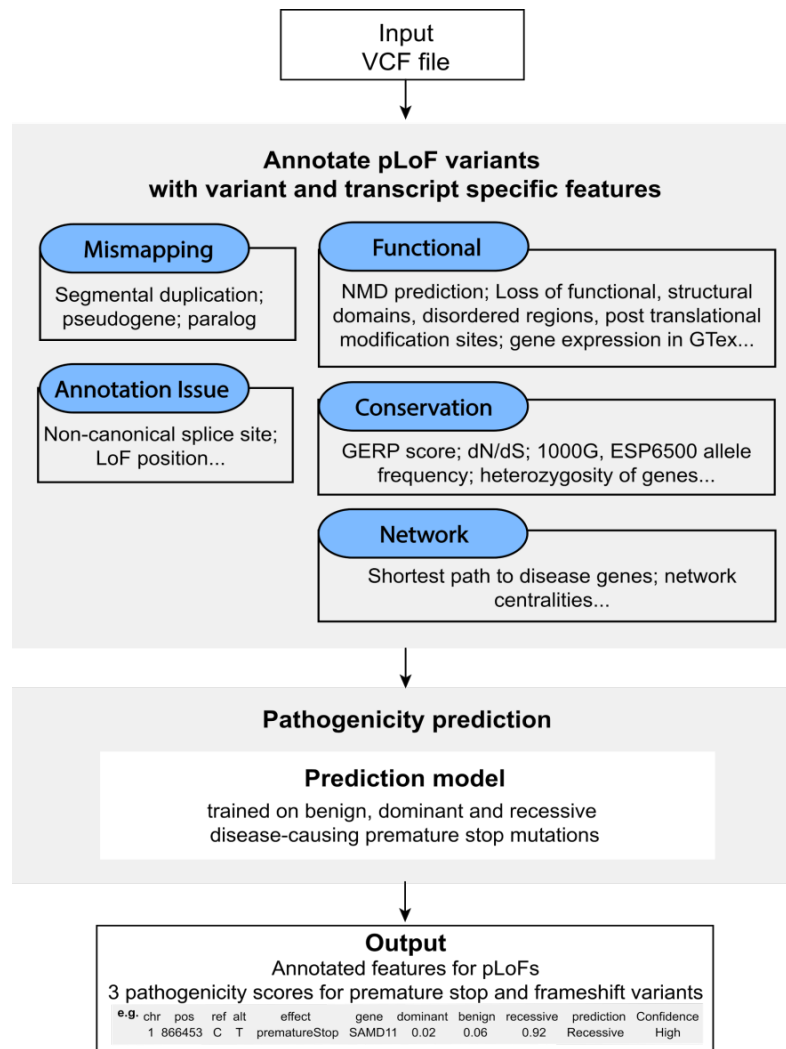 Input
VCF file
Annotate pLoF variants
with variant and transcript specific features
Mismapping
Segmental duplication;
pseudogene; paralog
Functional
NMD prediction; Loss of functional, structural
domains, disordered regions, post translational
modification sites; gene expression in GTex...
Annotation Issue
Non-canonical splice site;
LoF position...
Conservation
GERP score; dN/dS; 1000G, ESP6500 allele
frequency; heterozygosity of genes...
Network
Shortest path to disease genes; network
centralities...
Pathogenicity prediction
Prediction model
trained on benign, dominant and recessive
disease-causing premature stop mutations
Output
Annotated features for pLoFs
3 pathogenicity scores for premature stop and frameshift variants
e.g. chr pos ref alt effect gene dominant benign recessive prediction Confidence
1 866453 C T prematureStop SAMD11 0.02 0.06 0.92 Recessive High